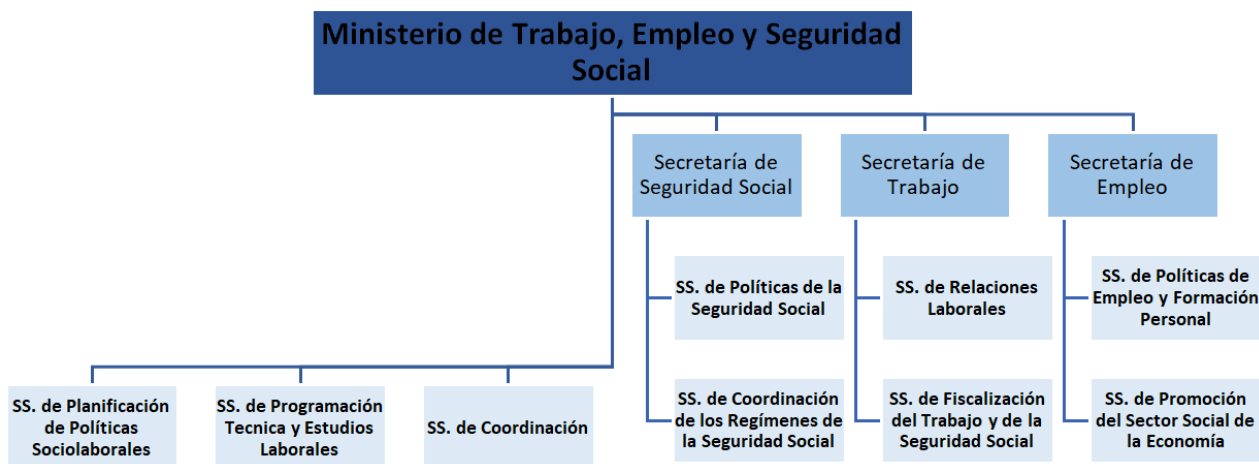 Ministerio de Trabajo, Empleo y Seguridad
Social
Secretaría de
Seguridad Social
Secretaría de
Trabajo
Secretaría de
Empleo
SS. de Políticas de la
Seguridad Social
SS. de Relaciones
Laborales
SS. de Políticas de
Empleo y Formación
Personal
SS. de Planificación
de Políticas
Sociolaborales
SS. de Programación
Tecnica y Estudios
Laborales
SS. de Coordinación
SS. de Coordinación
de los Regímenes de
la Seguridad Social
SS. de Fiscalización
del Trabajo y de la
Seguridad Social
SS. de Promoción
del Sector Social de
la Economía